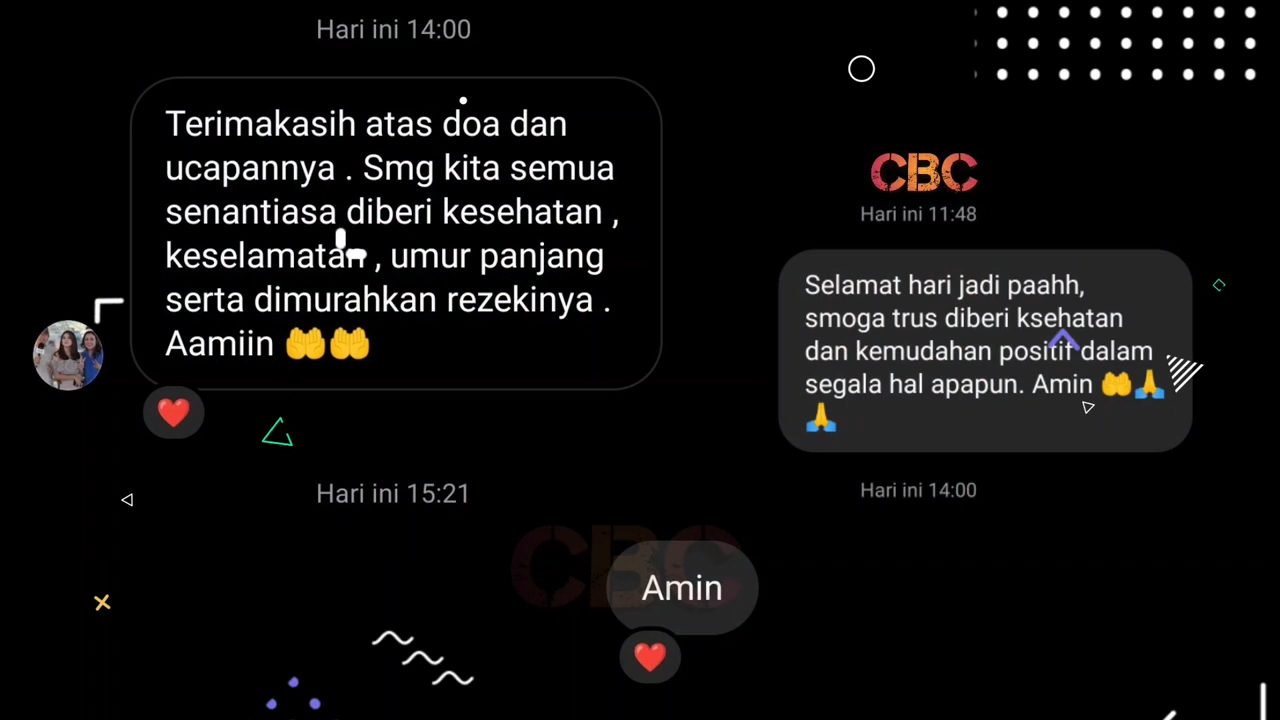 Hari ini 14:00
Terimakasih atas doa dan
ucapannya . Smg kita semua
senantiasa diberi kesehatan ,
keselamatan , umur panjang
serta dimurahkan rezekinya .
Aamiin 🤲🤲
❤️
Hari ini 15:21
CBC
Amin
❤️
CBC
Hari ini 11:48
Selamat hari jadi paahh,
smoga trus diberi ksehatan
dan kemudahan positif dalam
segala hal apapun. Amin 🤲🙏
🙏
Hari ini 14:00